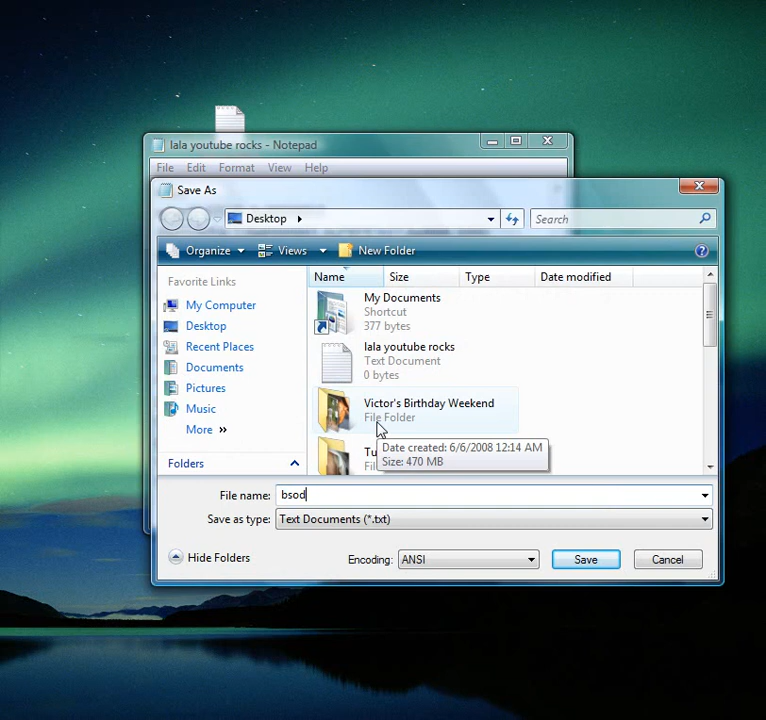 lala youtube rocks - Notepad
File Edit Format View Help
Save As
Desktop
Search
Organize Views New Folder
Favorite Links
My Computer
Desktop
Recent Places
Documents
Pictures
Music
More »
Folders
Name Size Type Date modified
My Documents
Shortcut
377 bytes
lala youtube rocks
Text Document
0 bytes
Victor's Birthday Weekend
File Folder
Date created: 6/6/2008 12:14 AM
Size: 470 MB
File name: bsod
Save as type: Text Documents (*.txt)
Hide Folders
Encoding: ANSI
Save
Cancel